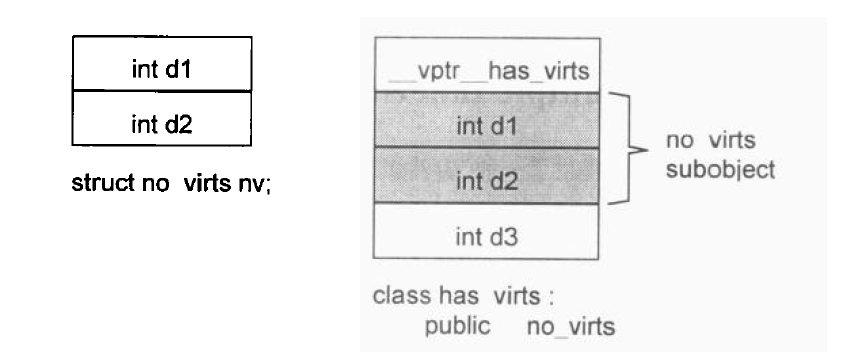 int d1
int d2
struct no virts nv;
__vptr__has_virts
int d1
int d2
int d3
no virts
subobject
class has virts :
public no_virts